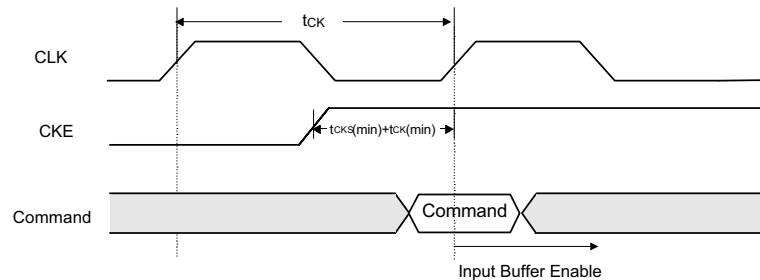 tCK
CLK
CKE
tCKS(min)+tCK(min)
Command
Command
Input Buffer Enable